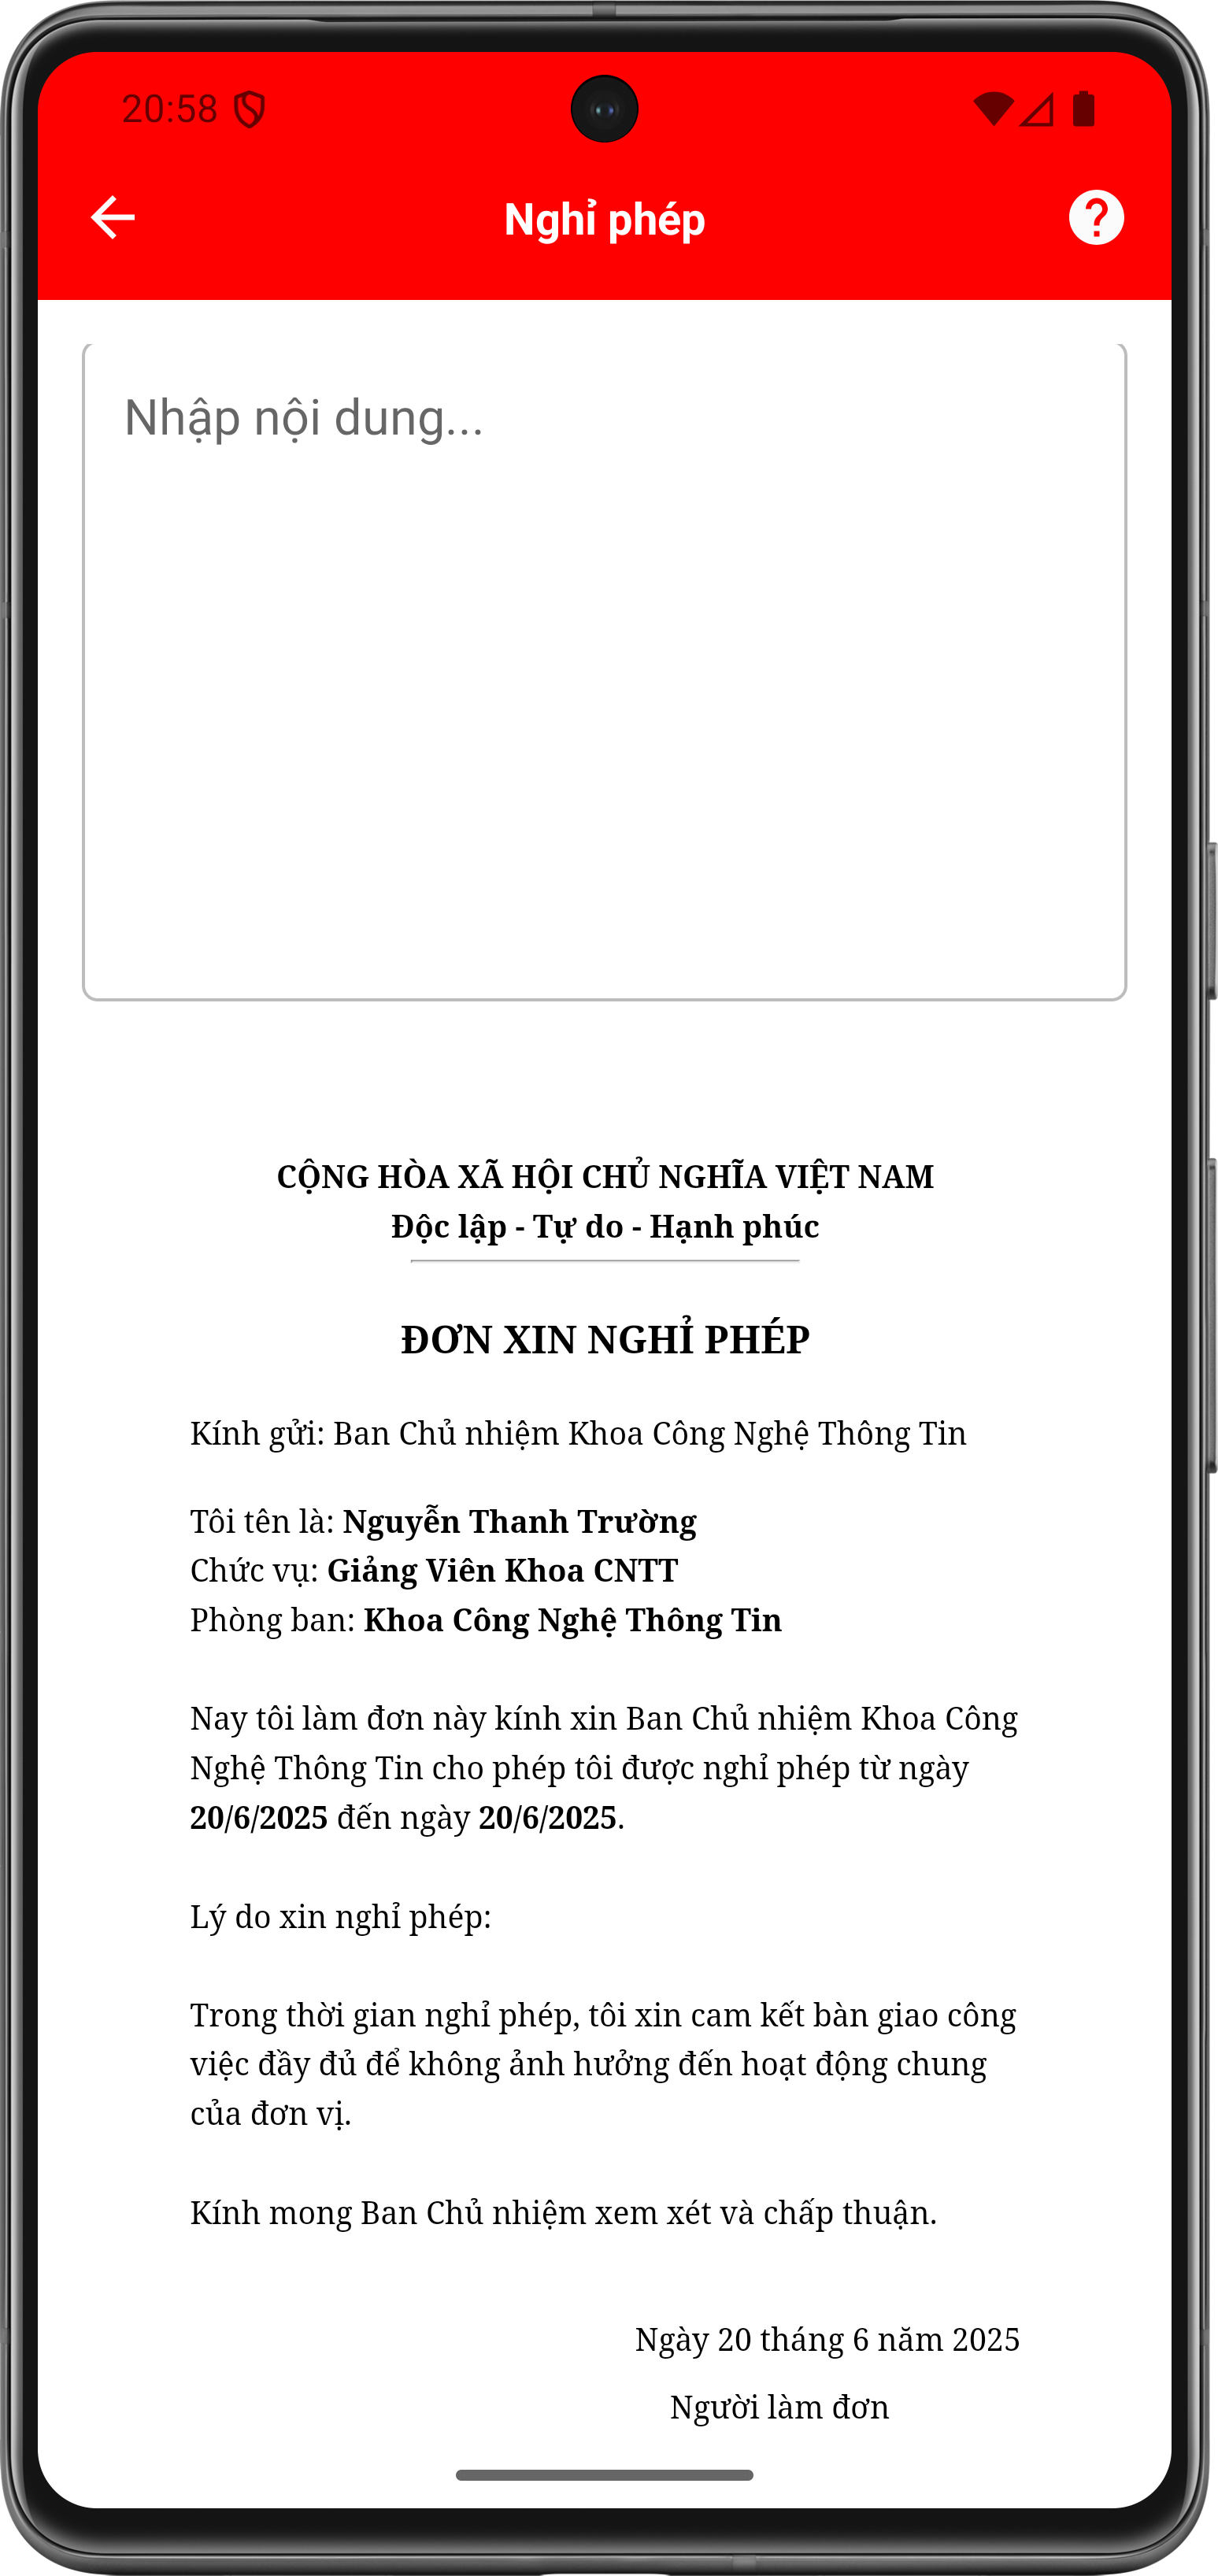 20:58
Nghỉ phép
Nhập nội dung...
CỘNG HÒA XÃ HỘI CHỦ NGHĨA VIỆT NAM
Độc lập - Tự do - Hạnh phúc
ĐƠN XIN NGHỈ PHÉP
Kính gửi: Ban Chủ nhiệm Khoa Công Nghệ Thông Tin
Tôi tên là: Nguyễn Thanh Trường
Chức vụ: Giảng Viên Khoa CNTT
Phòng ban: Khoa Công Nghệ Thông Tin
Nay tôi làm đơn này kính xin Ban Chủ nhiệm Khoa Công
Nghệ Thông Tin cho phép tôi được nghỉ phép từ ngày
20/6/2025 đến ngày 20/6/2025.
Lý do xin nghỉ phép:
Trong thời gian nghỉ phép, tôi xin cam kết bàn giao công
việc đầy đủ để không ảnh hưởng đến hoạt động chung
của đơn vị.
Kính mong Ban Chủ nhiệm xem xét và chấp thuận.
Ngày 20 tháng 6 năm 2025
Người làm đơn